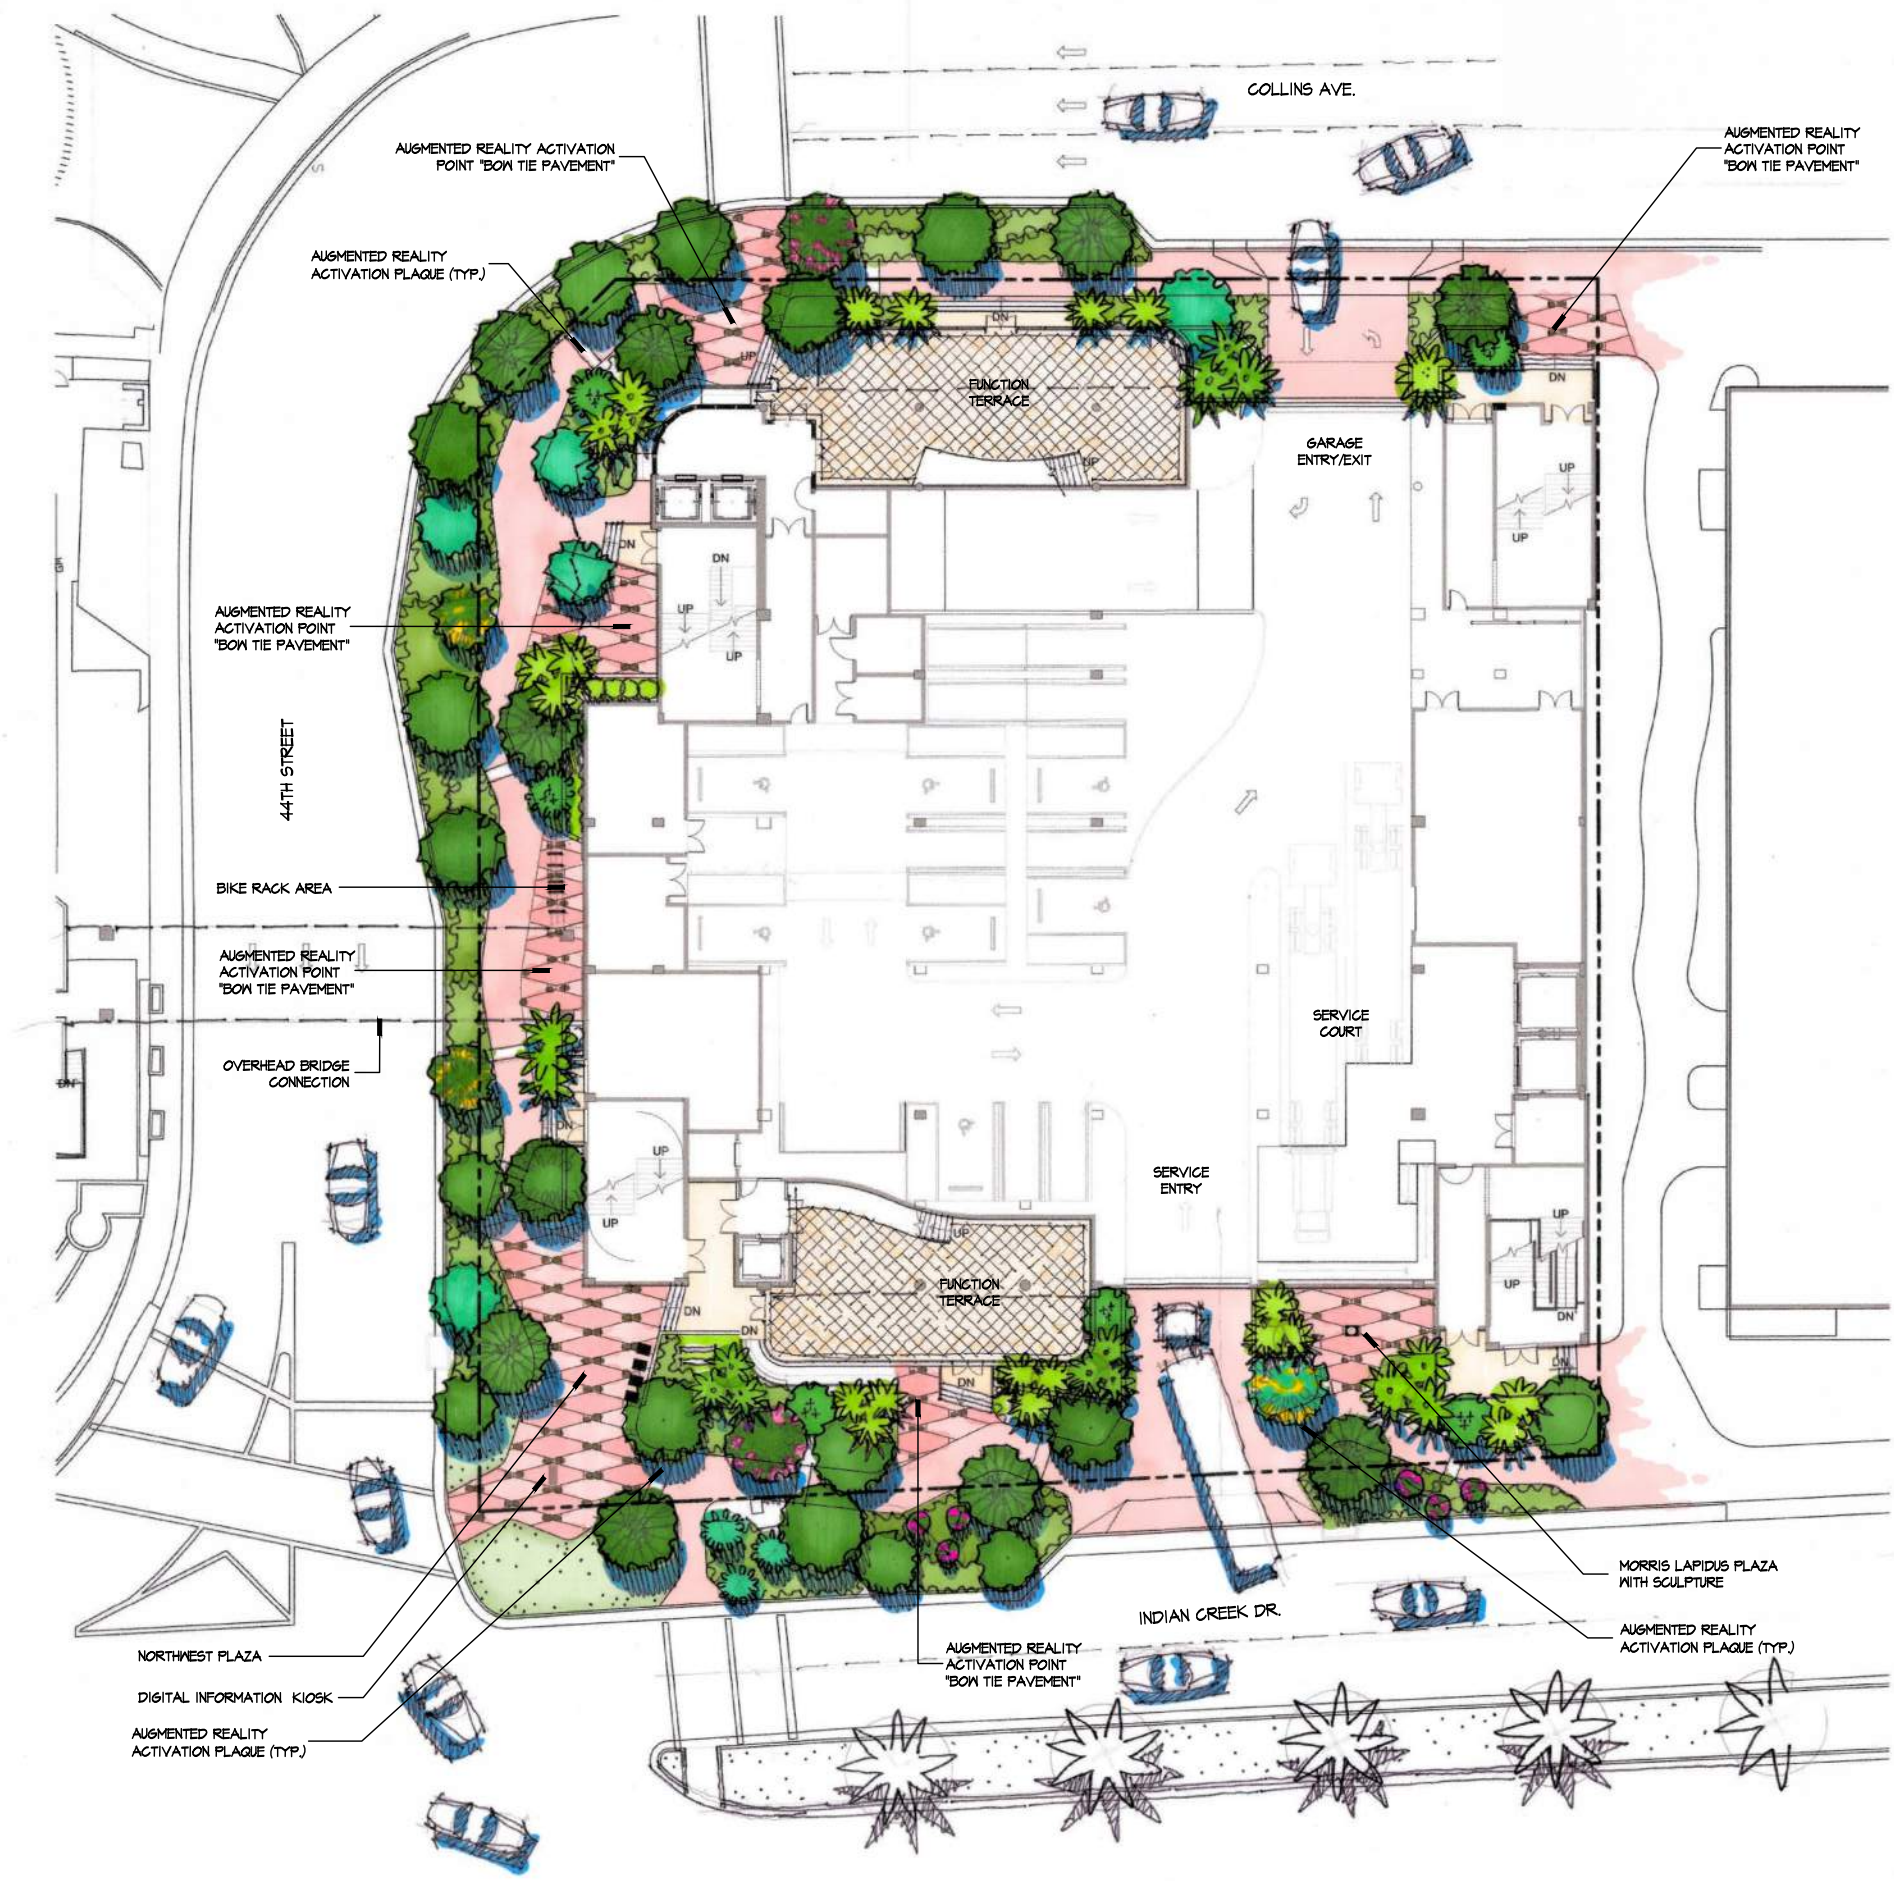 COLLINS AVE.
AUGMENTED REALITY ACTIVATION
POINT "BOW TIE PAVEMENT"
AUGMENTED REALITY
ACTIVATION POINT
"BOW TIE PAVEMENT"
AUGMENTED REALITY
ACTIVATION PLAQUE (TYP.)
S
DN
UP
FUNCTION
TERRACE
DN
UP
GARAGE
ENTRY/EXIT
UP
UP
DN
DN
UP
UP
AUGMENTED REALITY
ACTIVATION POINT
"BOW TIE PAVEMENT"
44TH STREET
BIKE RACK AREA
AUGMENTED REALITY
ACTIVATION POINT
"BOW TIE PAVEMENT"
OVERHEAD BRIDGE
CONNECTION
DN
SERVICE
COURT
DN
UP
UP
SERVICE
ENTRY
UP
UP
UP
FUNCTION
TERRACE
DN
DN
DN
DN
DN
MORRIS LAPIDUS PLAZA
WITH SCULPTURE
INDIAN CREEK DR.
AUGMENTED REALITY
ACTIVATION PLAQUE (TYP.)
NORTHWEST PLAZA
AUGMENTED REALITY
ACTIVATION POINT
"BOW TIE PAVEMENT"
DIGITAL INFORMATION KIOSK
AUGMENTED REALITY
ACTIVATION PLAQUE (TYP.)